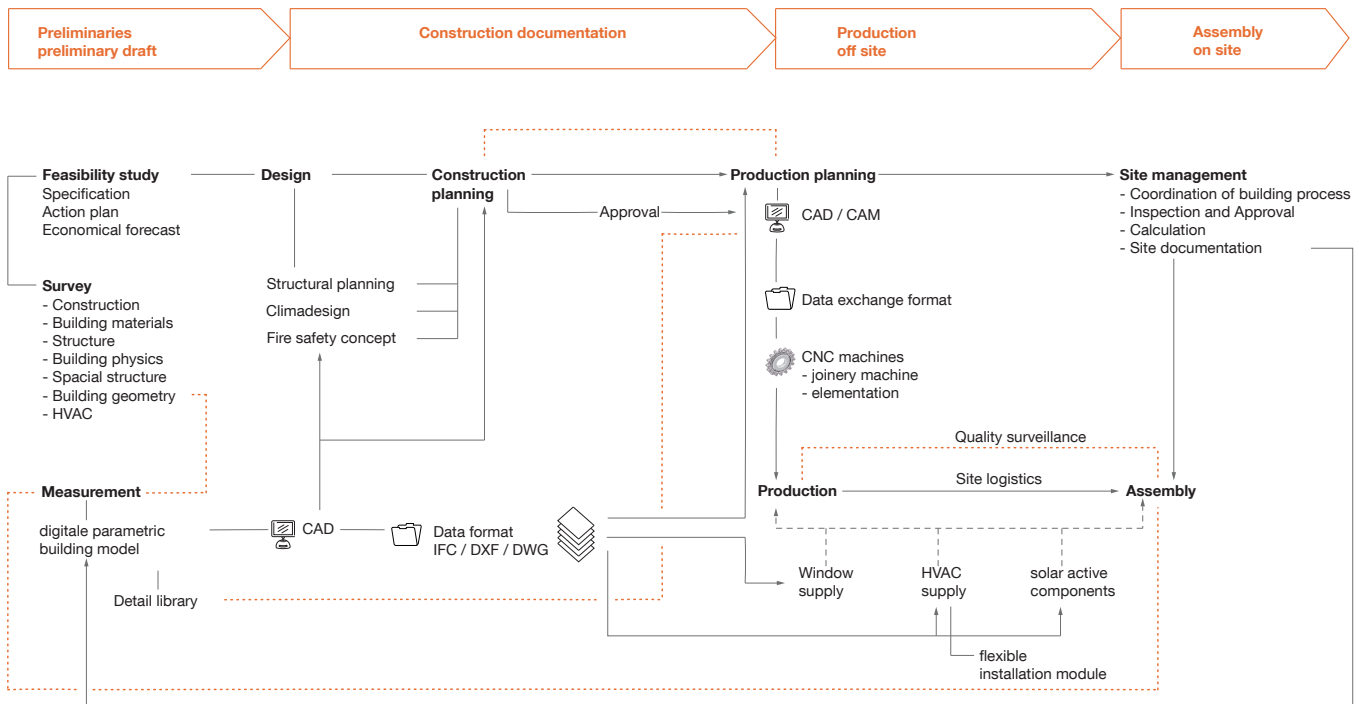 Preliminaries
preliminary draft
Construction documentation
Production
off site
Assembly
on site
Feasibility study
Specification
Action plan
Economical forecast
Design
Construction
planning
Approval
Production planning
CAD / CAM
Site management
- Coordination of building process
- Inspection and Approval
- Calculation
- Site documentation
Survey
- Construction
- Building materials
- Structure
- Building physics
- Spacial structure
- Building geometry
- HVAC
Structural planning
Climadesign
Fire safety concept
Data exchange format
CNC machines
- joinery machine
- elementation
Quality surveillance
Measurement
Production
Site logistics
Assembly
digitale parametric
building model
CAD
Data format
IFC / DXF / DWG
Detail library
Window
supply
HVAC
supply
solar active
components
flexible
installation module